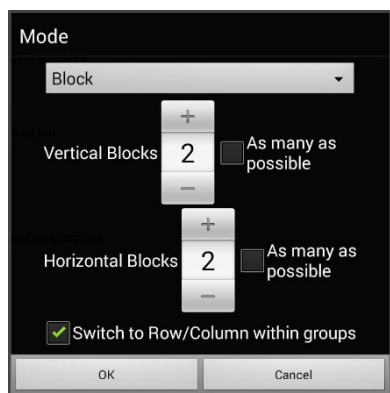 Mode
Block
+
Vertical Blocks 2 As many as
possible
−
+
Horizontal Blocks 2 As many as
possible
−
Switch to Row/Column within groups
OK Cancel